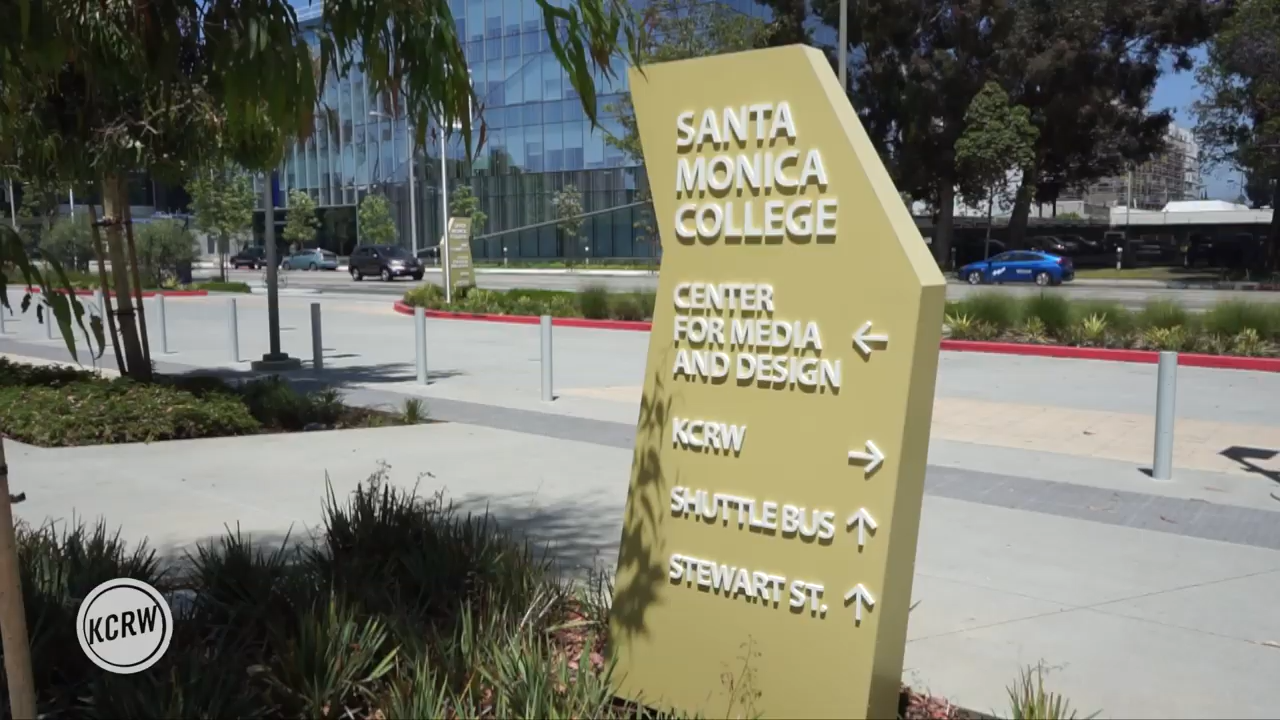 SANTA
MONICA
COLLEGE
CENTER
FOR MEDIA
AND DESIGN
←
KCRW
→
SHUTTLE BUS
↑
STEWART ST.
↑
KCRW